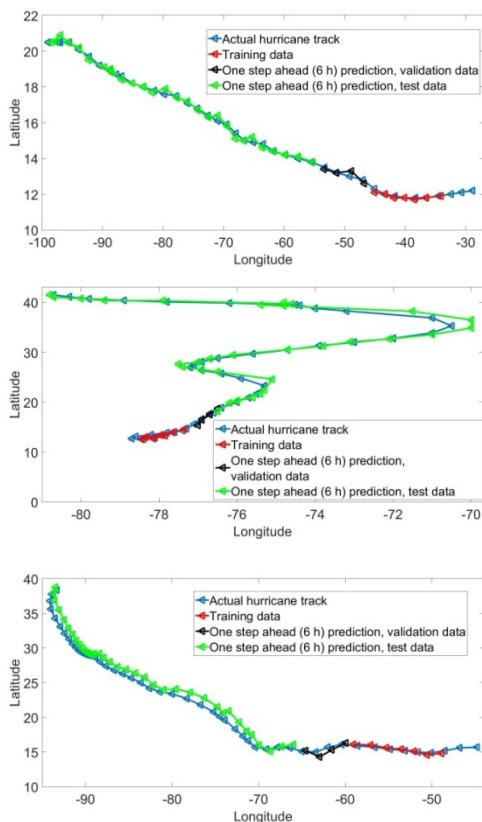 22
20
18
16
14
12
10
Latitude
Actual hurricane track
Training data
One step ahead (6 h) prediction, validation data
One step ahead (6 h) prediction, test data
-100 -90 -80 -70 -60 -50 -40 -30
Longitude
40
30
20
10
0
Latitude
Actual hurricane track
Training data
One step ahead (6 h) prediction,
validation data
One step ahead (6 h) prediction, test data
-80 -78 -76 -74 -72 -70
Longitude
40
35
30
25
20
15
10
Latitude
Actual hurricane track
Training data
One step ahead (6 h) prediction, validation data
One step ahead (6 h) prediction, test data
-90 -80 -70 -60 -50
Longitude